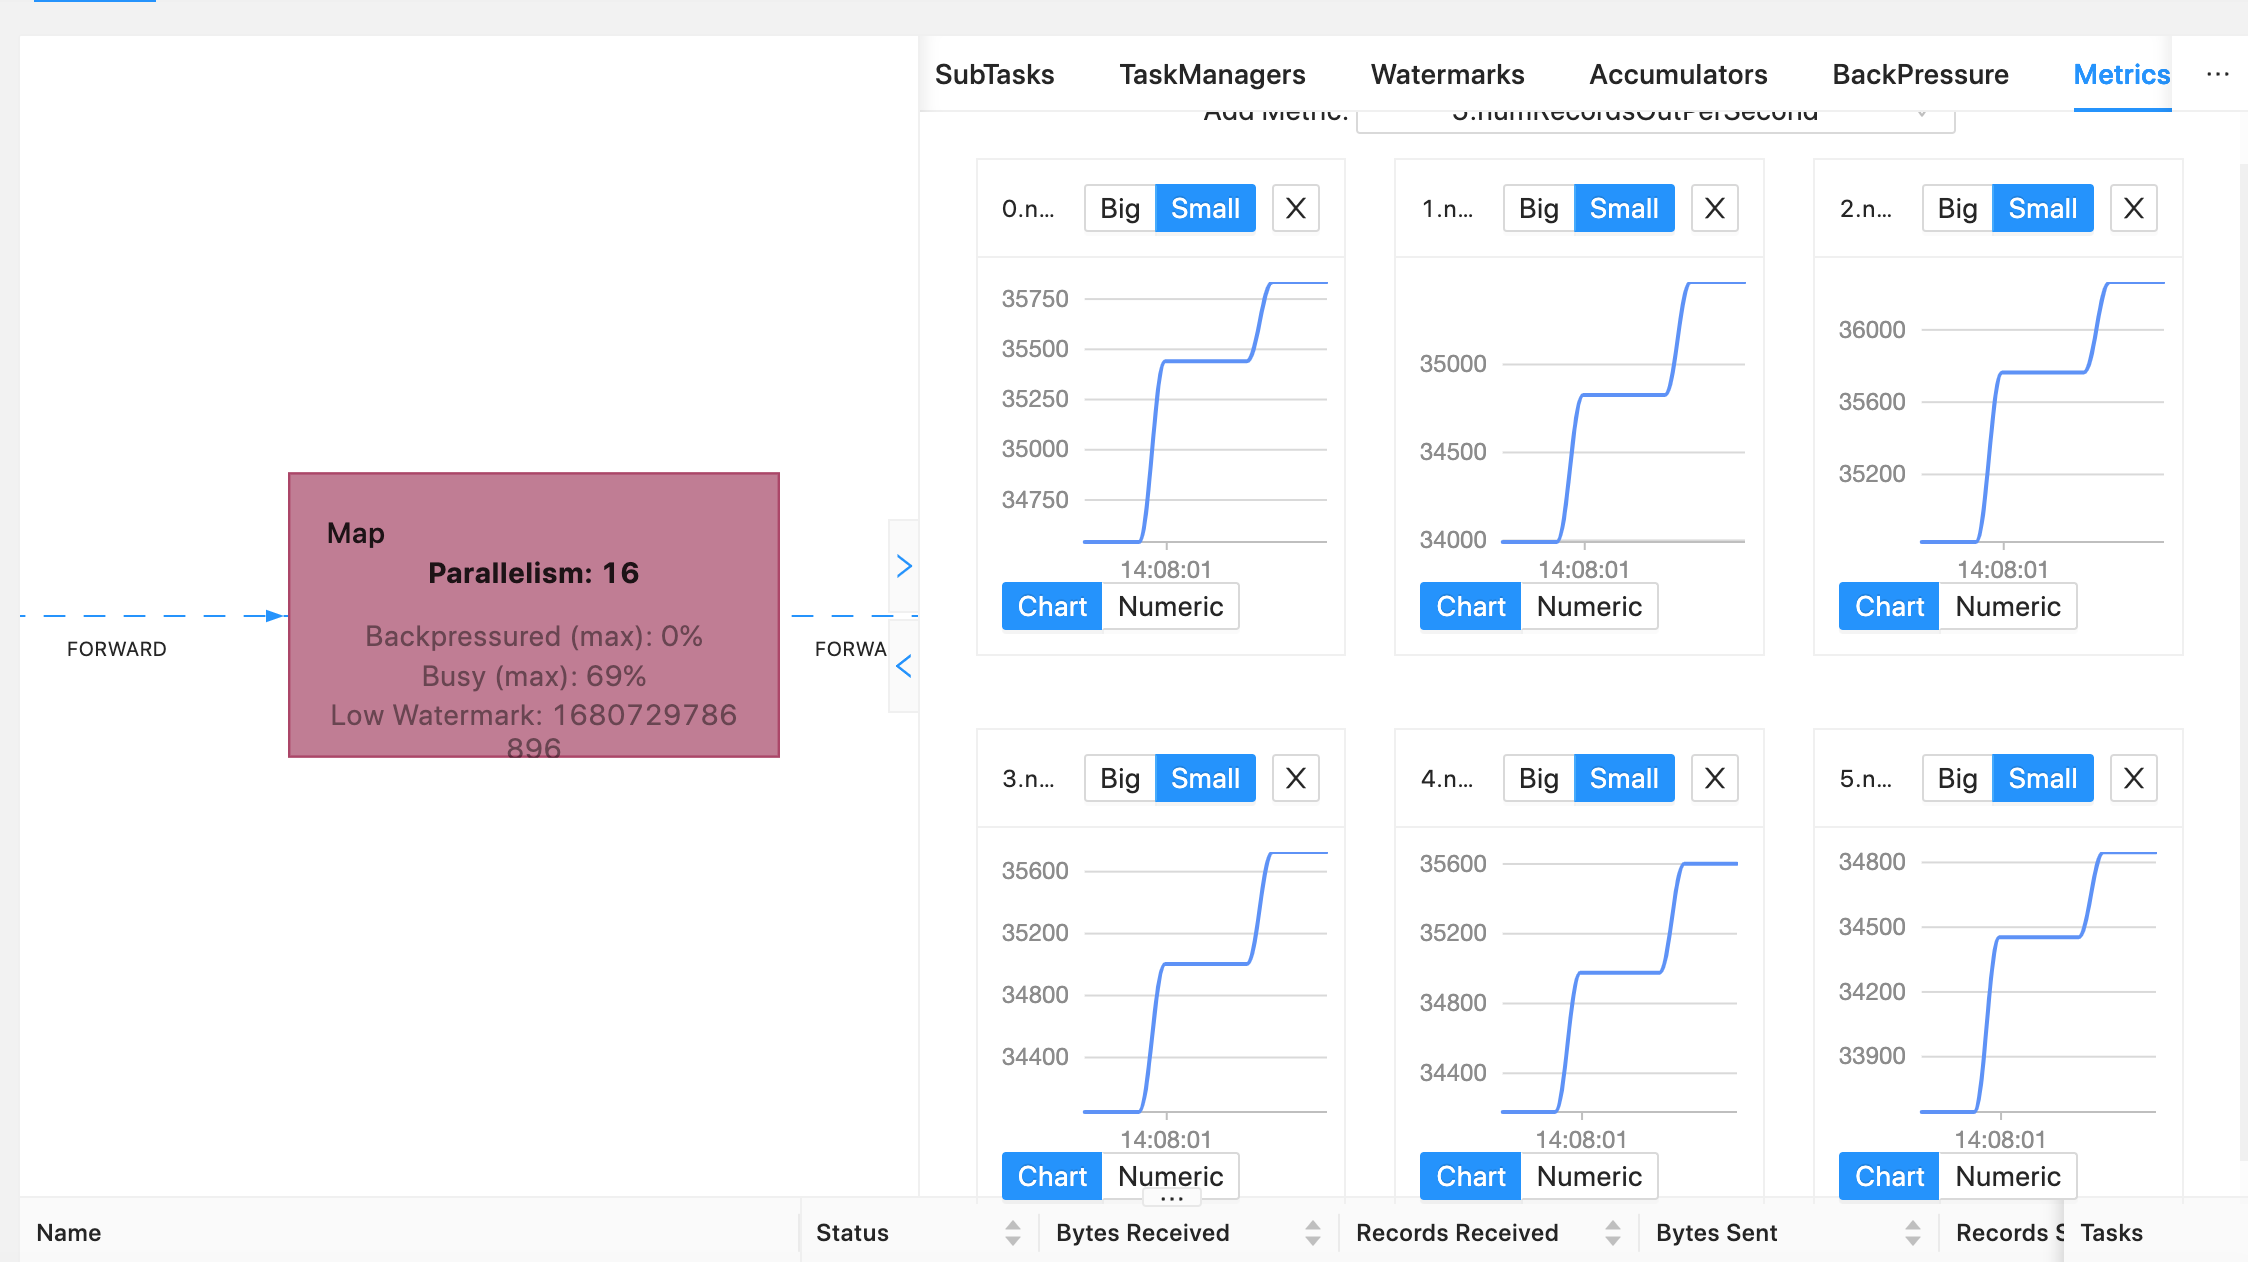 SubTasks TaskManagers Watermarks Accumulators BackPressure Metrics ...
Add Metric: 5.numRecordsOutPerSecond
0.n... Big Small X
1.n... Big Small X
2.n... Big Small X
35750
35500
35250
35000
34750
14:08:01
Chart Numeric
35000
34500
34000
14:08:01
Chart Numeric
36000
35600
35200
14:08:01
Chart Numeric
Map
Parallelism: 16
Backpressured (max): 0%
Busy (max): 69%
Low Watermark: 1680729786
896
FORWARD
FORWA
3.n... Big Small X
4.n... Big Small X
5.n... Big Small X
35600
35200
34800
34400
14:08:01
Chart Numeric
35600
35200
34800
34400
14:08:01
Chart Numeric
34800
34500
34200
33900
14:08:01
Chart Numeric
...
Name Status Bytes Received Records Received Bytes Sent Records S Tasks